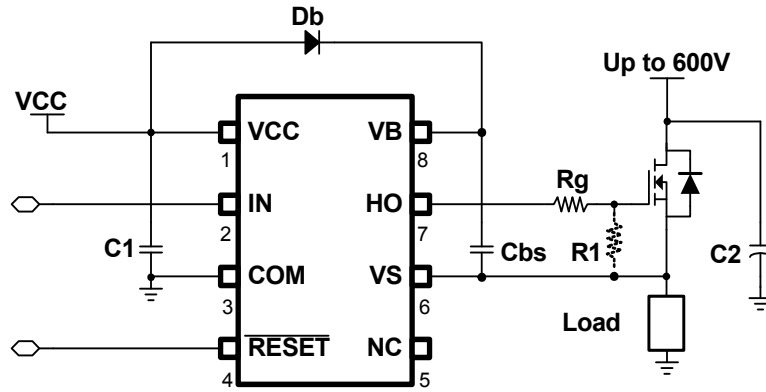 Db
Up to 600V
VCC
VCC
VB
1
8
Rg
IN
HO
2
7
C1
Cbs
R1
C2
COM
VS
3
6
Load
RESET
NC
4
5